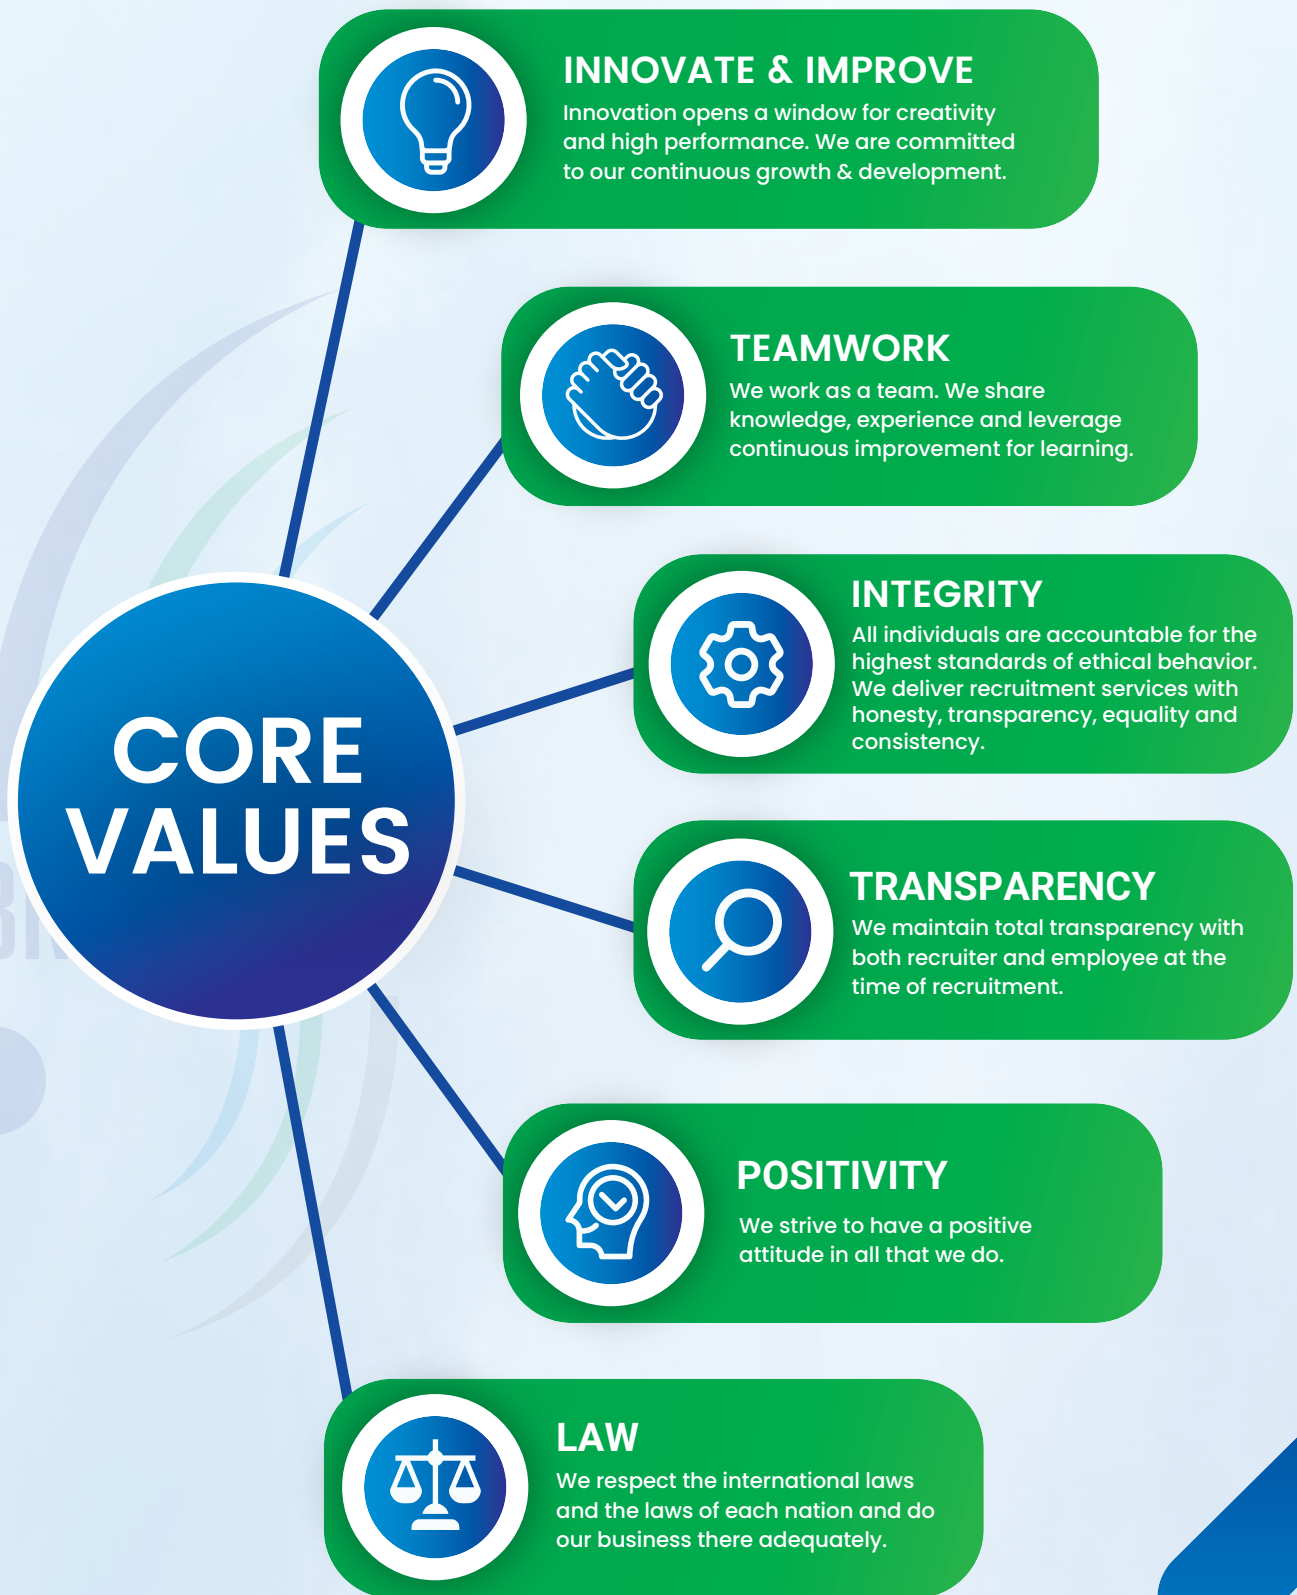 INNOVATE & IMPROVE
Innovation opens a window for creativity
and high performance. We are committed
to our continuous growth & development.
TEAMWORK
We work as a team. We share
knowledge, experience and leverage
continuous improvement for learning.
INTEGRITY
All individuals are accountable for the
highest standards of ethical behavior.
We deliver recruitment services with
honesty, transparency, equality and
consistency.
CORE
VALUES
TRANSPARENCY
We maintain total transparency with
both recruiter and employee at the
time of recruitment.
POSITIVITY
We strive to have a positive
attitude in all that we do.
LAW
We respect the international laws
and the laws of each nation and do
our business there adequately.